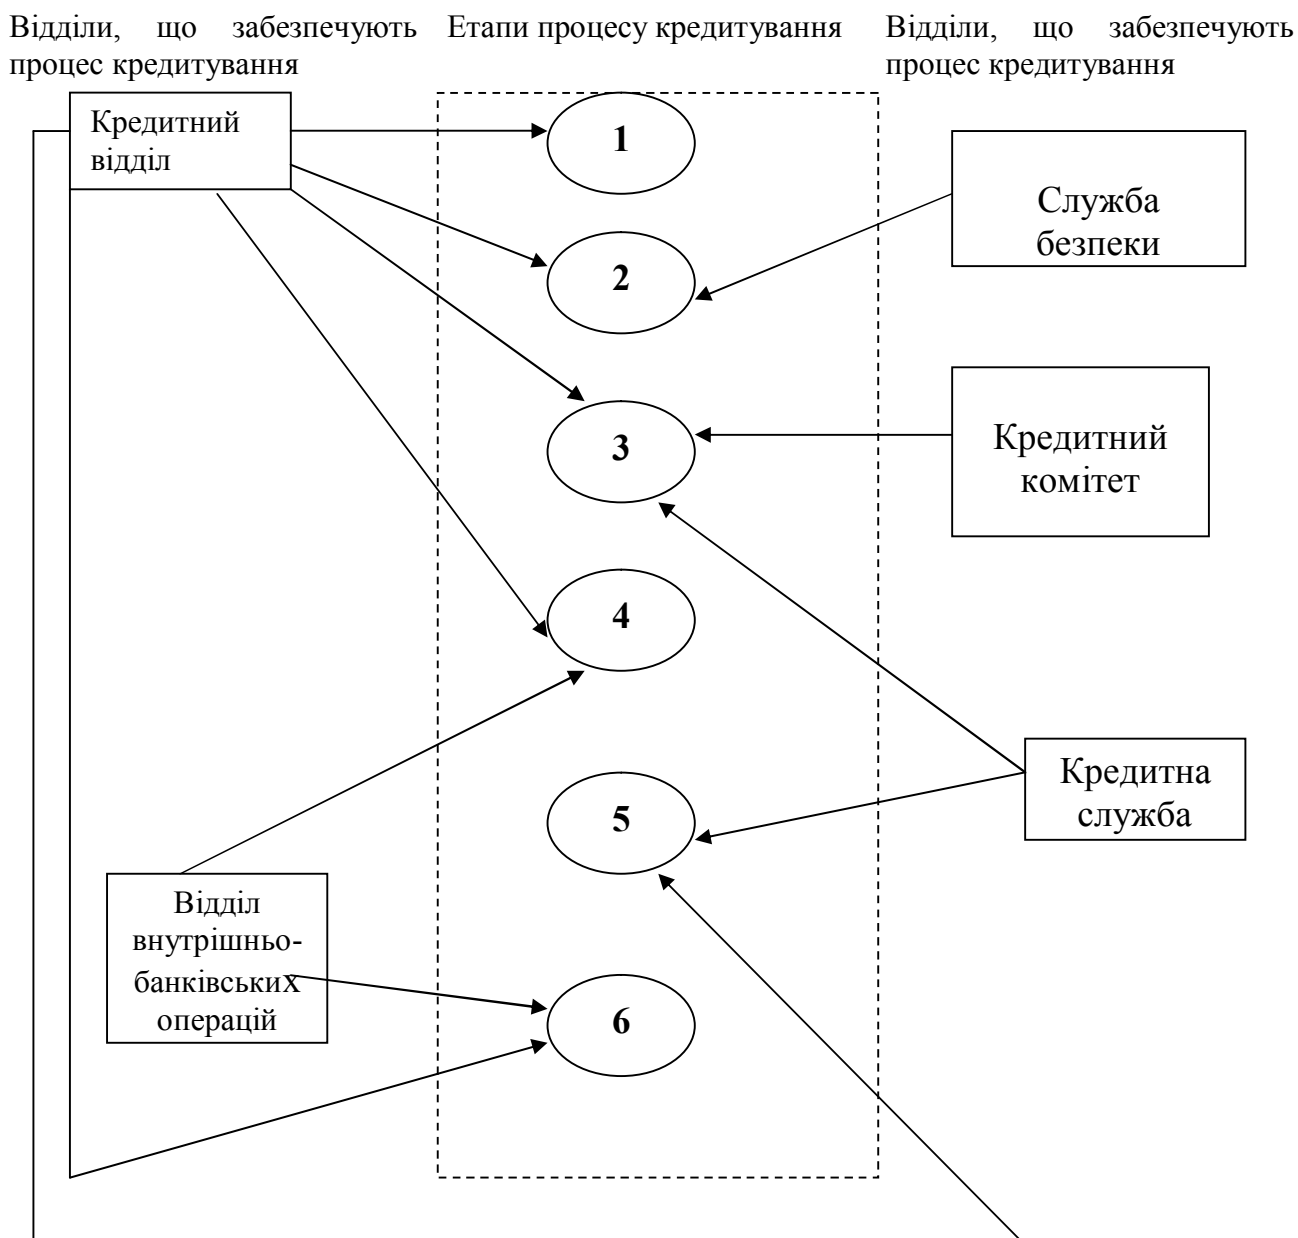 Відділи, що забезпечують
процес кредитування
Етапи процесу кредитування
Відділи, що забезпечують
процес кредитування
Кредитний
відділ
1
Служба
безпеки
2
Кредитний
комітет
3
4
Кредитна
служба
5
Відділ
внутрішньо-
банківських
операцій
6